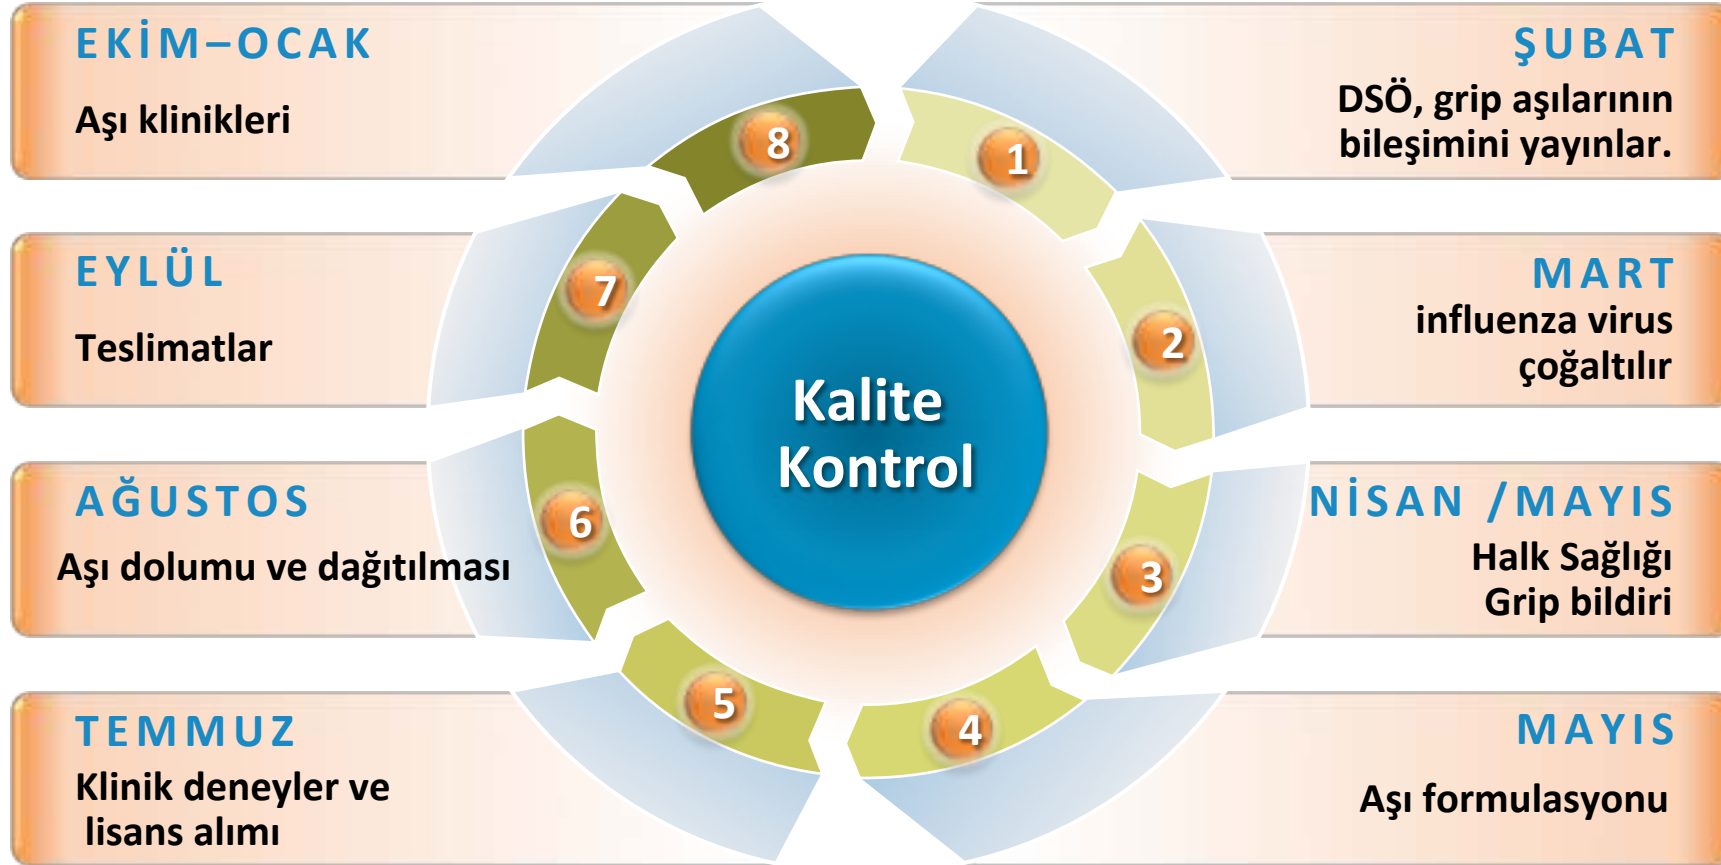 ŞUBAT
DSÖ, grip aşılarının
bileşimini yayınlar.
1
MART
influenza virus
çoğaltılır
2
NİSAN /MAYIS
Halk Sağlığı
Grip bildiri
3
MAYIS
Aşı formulasyonu
4
TEMMUZ
Klinik deneyler ve
lisans alımı
5
AĞUSTOS
Aşı dolumu ve dağıtılması
6
EYLÜL
Teslimatlar
7
EKİM–OCAK
Aşı klinikleri
8
Kalite
Kontrol